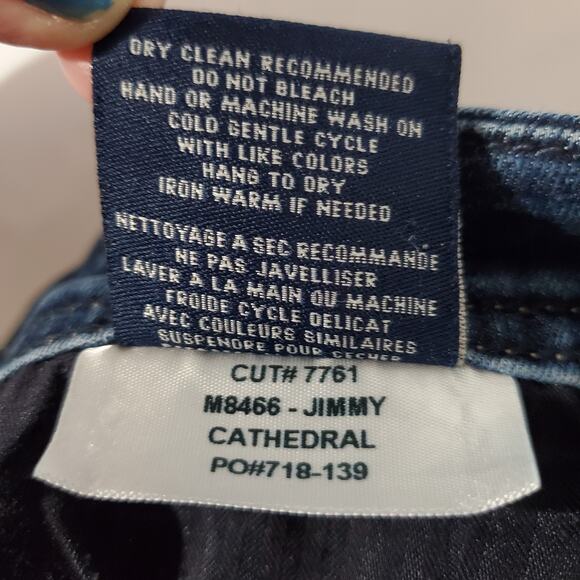 DRY CLEAN RECOMMENDED
DO NOT BLEACH
HAND OR MACHINE WASH ON
COLD GENTLE CYCLE
WITH LIKE COLORS
HANG TO DRY
IRON WARM IF NEEDED
NETTOYAGE A SEC RECOMMANDE
NE PAS JAVELLISER
LAVER A LA MAIN OU MACHINE
FROIDE CYCLE DELICAT
AVEC COULEURS SIMILAIRES
SUSPENDRE POUR SECHER
CUT# 7761
M8466 - JIMMY
CATHEDRAL
PO#718-139